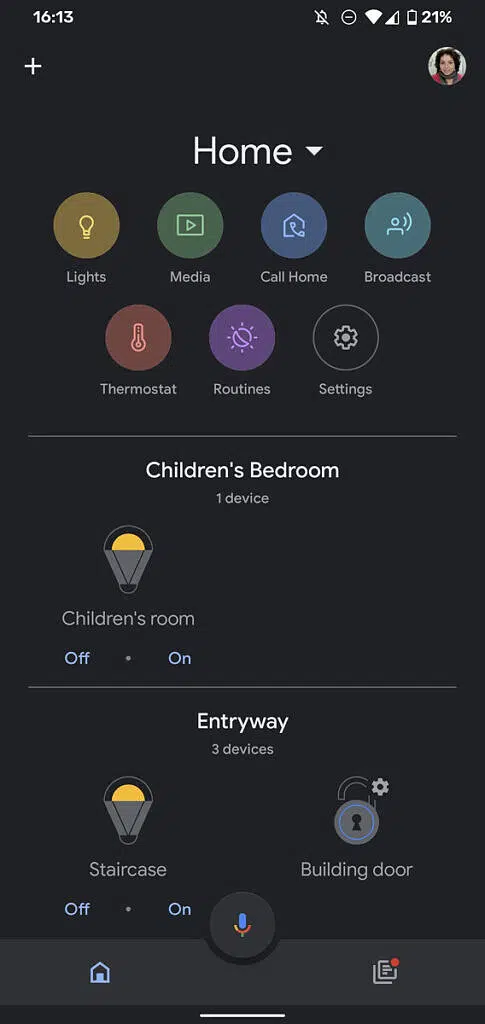 16:13
21%
Home
Lights
Media
Call Home
Broadcast
Thermostat
Routines
Settings
Children's Bedroom
1 device
Children's room
Off • On
Entryway
3 devices
Staircase
Building door
Off • On